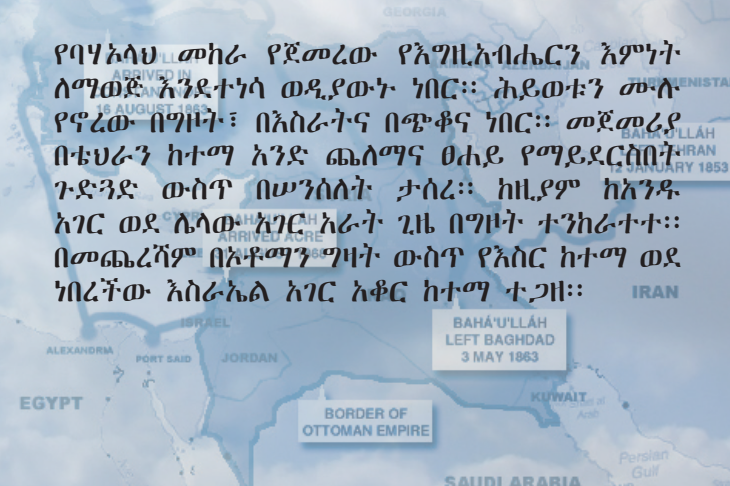 የባሃኦላህ መከራ የጀመረው የእግዚአብሔርን እምነት
ለማወጅ እንደተነሳ ወዲያውኑ ነበር፡፡ ሕይወቱን ሙሉ
የኖረው በግዞት፣ በእስራትና በጭቆና ነበር፡፡ መጀመሪያ
በቴህራን ከተማ አንድ ጨለማና ፀሐይ የማይደርስበት
ጉድጓድ ውስጥ በሠንሰለት ታሰረ፡፡ ከዚያም ከአንዱ
አገር ወደ ሌላው አገር አራት ጊዜ በግዞት ተንከራተተ፡፡
በመጨረሻም በኦቶማን ግዛት ውስጥ የእስር ከተማ ወደ
ነበረችው እስራኤል አገር አቆር ከተማ ተጋዘ፡፡
GEORGIA
AZERBAIJAN
ARRIVED IN
16 AUGUST 1863
BAHÁ'U'LLÁH
12 JANUARY 1853
CYPRUS
ARRIVED ACRE
IRAN
ISRAEL
ALEXANDRIA
PORT SAID
JORDAN
BAHÁ'U'LLÁH
LEFT BAGHDAD
3 MAY 1863
KUWAIT
EGYPT
BORDER OF
OTTOMAN EMPIRE
Persian
Gulf
SAUDI ARABIA